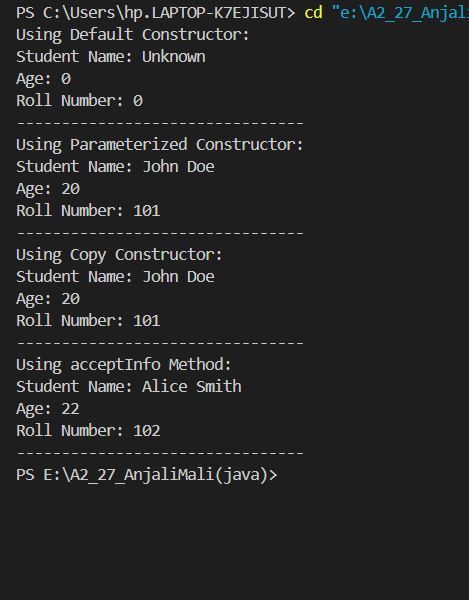 PS C:\Users\hp.LAPTOP-K7EJISUT> cd "e:\A2_27_Anjali
Using Default Constructor:
Student Name: Unknown
Age: 0
Roll Number: 0
--------------------------------
Using Parameterized Constructor:
Student Name: John Doe
Age: 20
Roll Number: 101
--------------------------------
Using Copy Constructor:
Student Name: John Doe
Age: 20
Roll Number: 101
--------------------------------
Using acceptInfo Method:
Student Name: Alice Smith
Age: 22
Roll Number: 102
--------------------------------
PS E:\A2_27_AnjaliMali(java)>